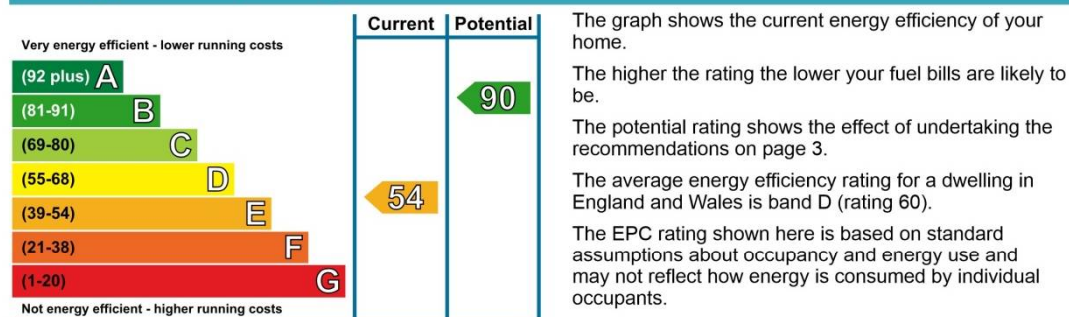 Current Potential
Very energy efficient - lower running costs
(92 plus) A
(81-91) B
90
(69-80) C
(55-68) D
(39-54) E
54
(21-38) F
(1-20) G
Not energy efficient - higher running costs
The graph shows the current energy efficiency of your
home.
The higher the rating the lower your fuel bills are likely to
be.
The potential rating shows the effect of undertaking the
recommendations on page 3.
The average energy efficiency rating for a dwelling in
England and Wales is band D (rating 60).
The EPC rating shown here is based on standard
assumptions about occupancy and energy use and
may not reflect how energy is consumed by individual
occupants.